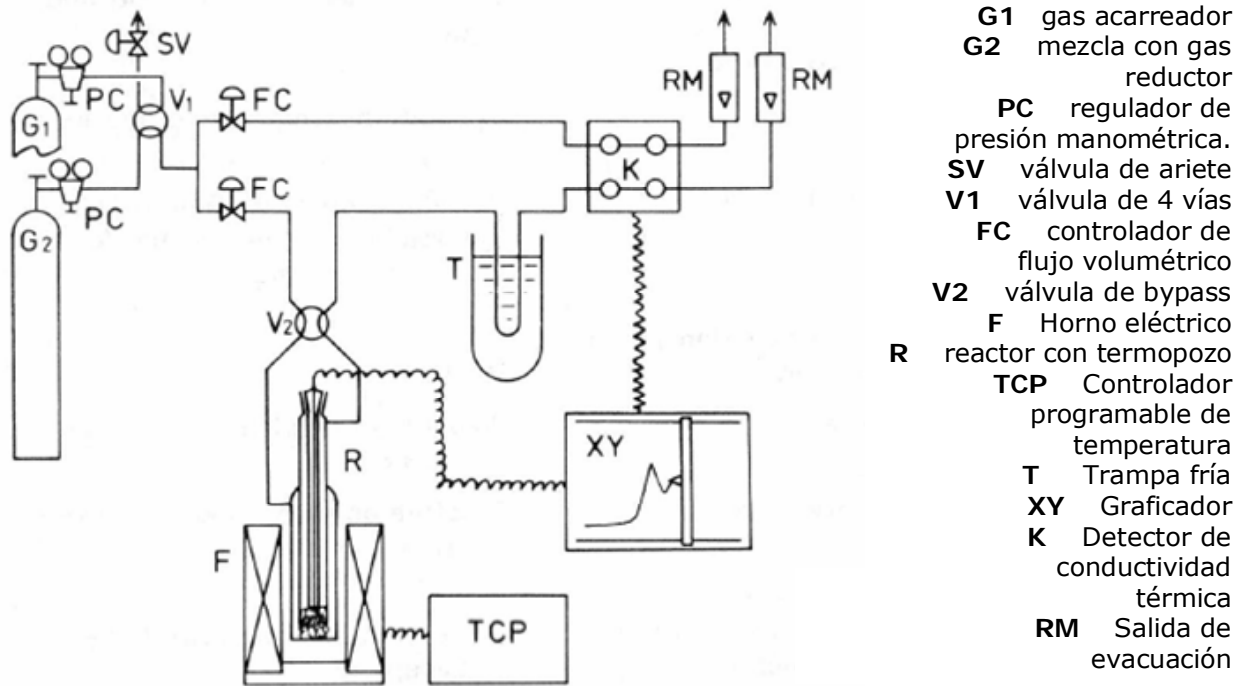 SV
PC
V1
FC
G1
RM
RM
K
PC
FC
G2
T
V2
R
XY
F
TCP
G1 gas acarreador
G2 mezcla con gas
reductor
PC regulador de
presión manométrica.
SV válvula de ariete
V1 válvula de 4 vías
FC controlador de
flujo volumétrico
V2 válvula de bypass
F Horno eléctrico
R reactor con termopozo
TCP Controlador
programable de
temperatura
T Trampa fría
XY Graficador
K Detector de
conductividad
térmica
RM Salida de
evacuación